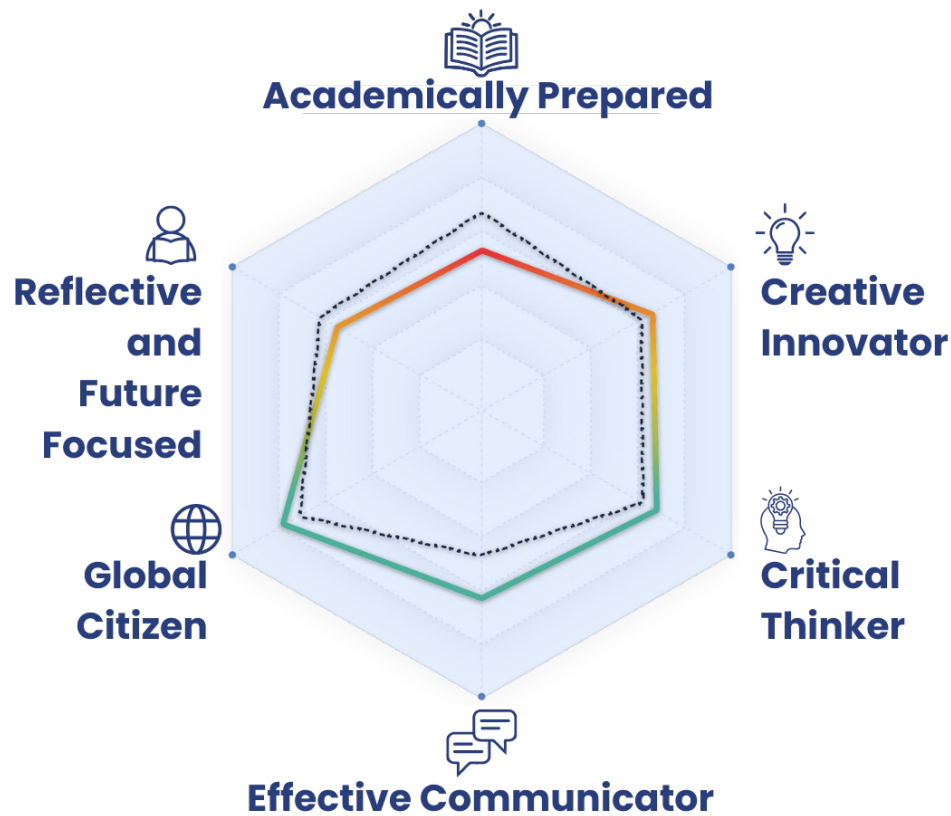 Academically Prepared
Reflective
and
Future
Focused
Creative
Innovator
Global
Citizen
Critical
Thinker
Effective Communicator